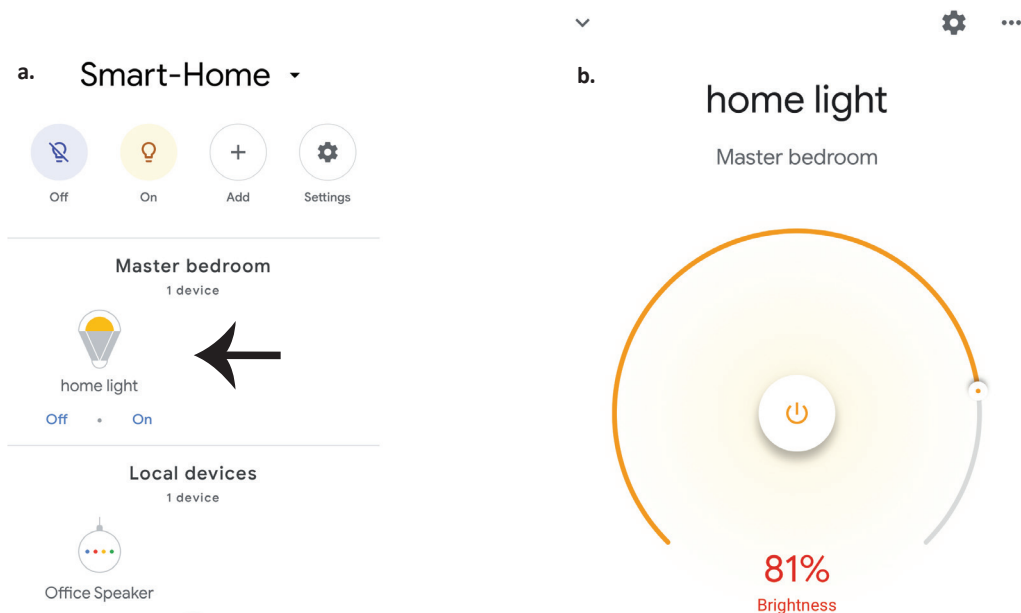 a.
Smart-Home
Off
On
Add
Settings
Master bedroom
1 device
home light
Off • On
Local devices
1 device
Office Speaker
b.
home light
Master bedroom
81%
Brightness